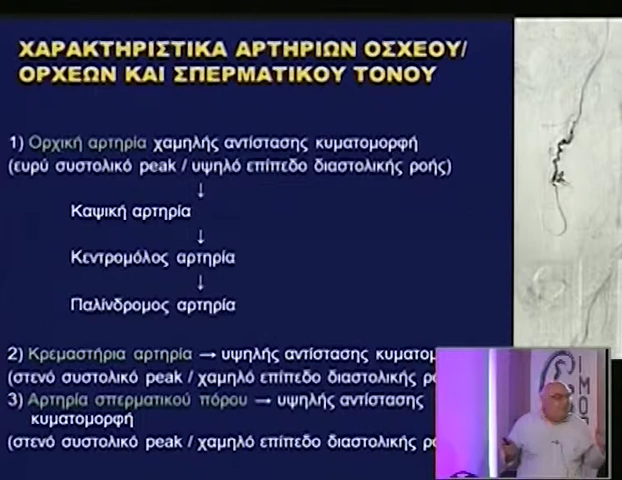 ΧΑΡΑΚΤΗΡΙΣΤΙΚΑ ΑΡΤΗΡΙΩΝ ΟΣΧΕΟΥ/
ΟΡΧΕΩΝ ΚΑΙ ΣΠΕΡΜΑΤΙΚΟΥ ΤΟΝΟΥ
1) Ορχική αρτηρία χαμηλής αντίστασης κυματομορφή
(ευρύ συστολικό peak / υψηλό επίπεδο διαστολικής ροής)
↓
Καψική αρτηρία
↓
Κεντρομόλος αρτηρία
↓
Παλίνδρομος αρτηρία
2) Κρεμαστήρια αρτηρία → υψηλής αντίστασης κυματομ
(στενό συστολικό peak / χαμηλό επίπεδο διαστολικής ρο
3) Αρτηρία σπερματικού πόρου → υψηλής αντίστασης
κυματομορφή
(στενό συστολικό peak / χαμηλό επίπεδο διαστολικής ρο